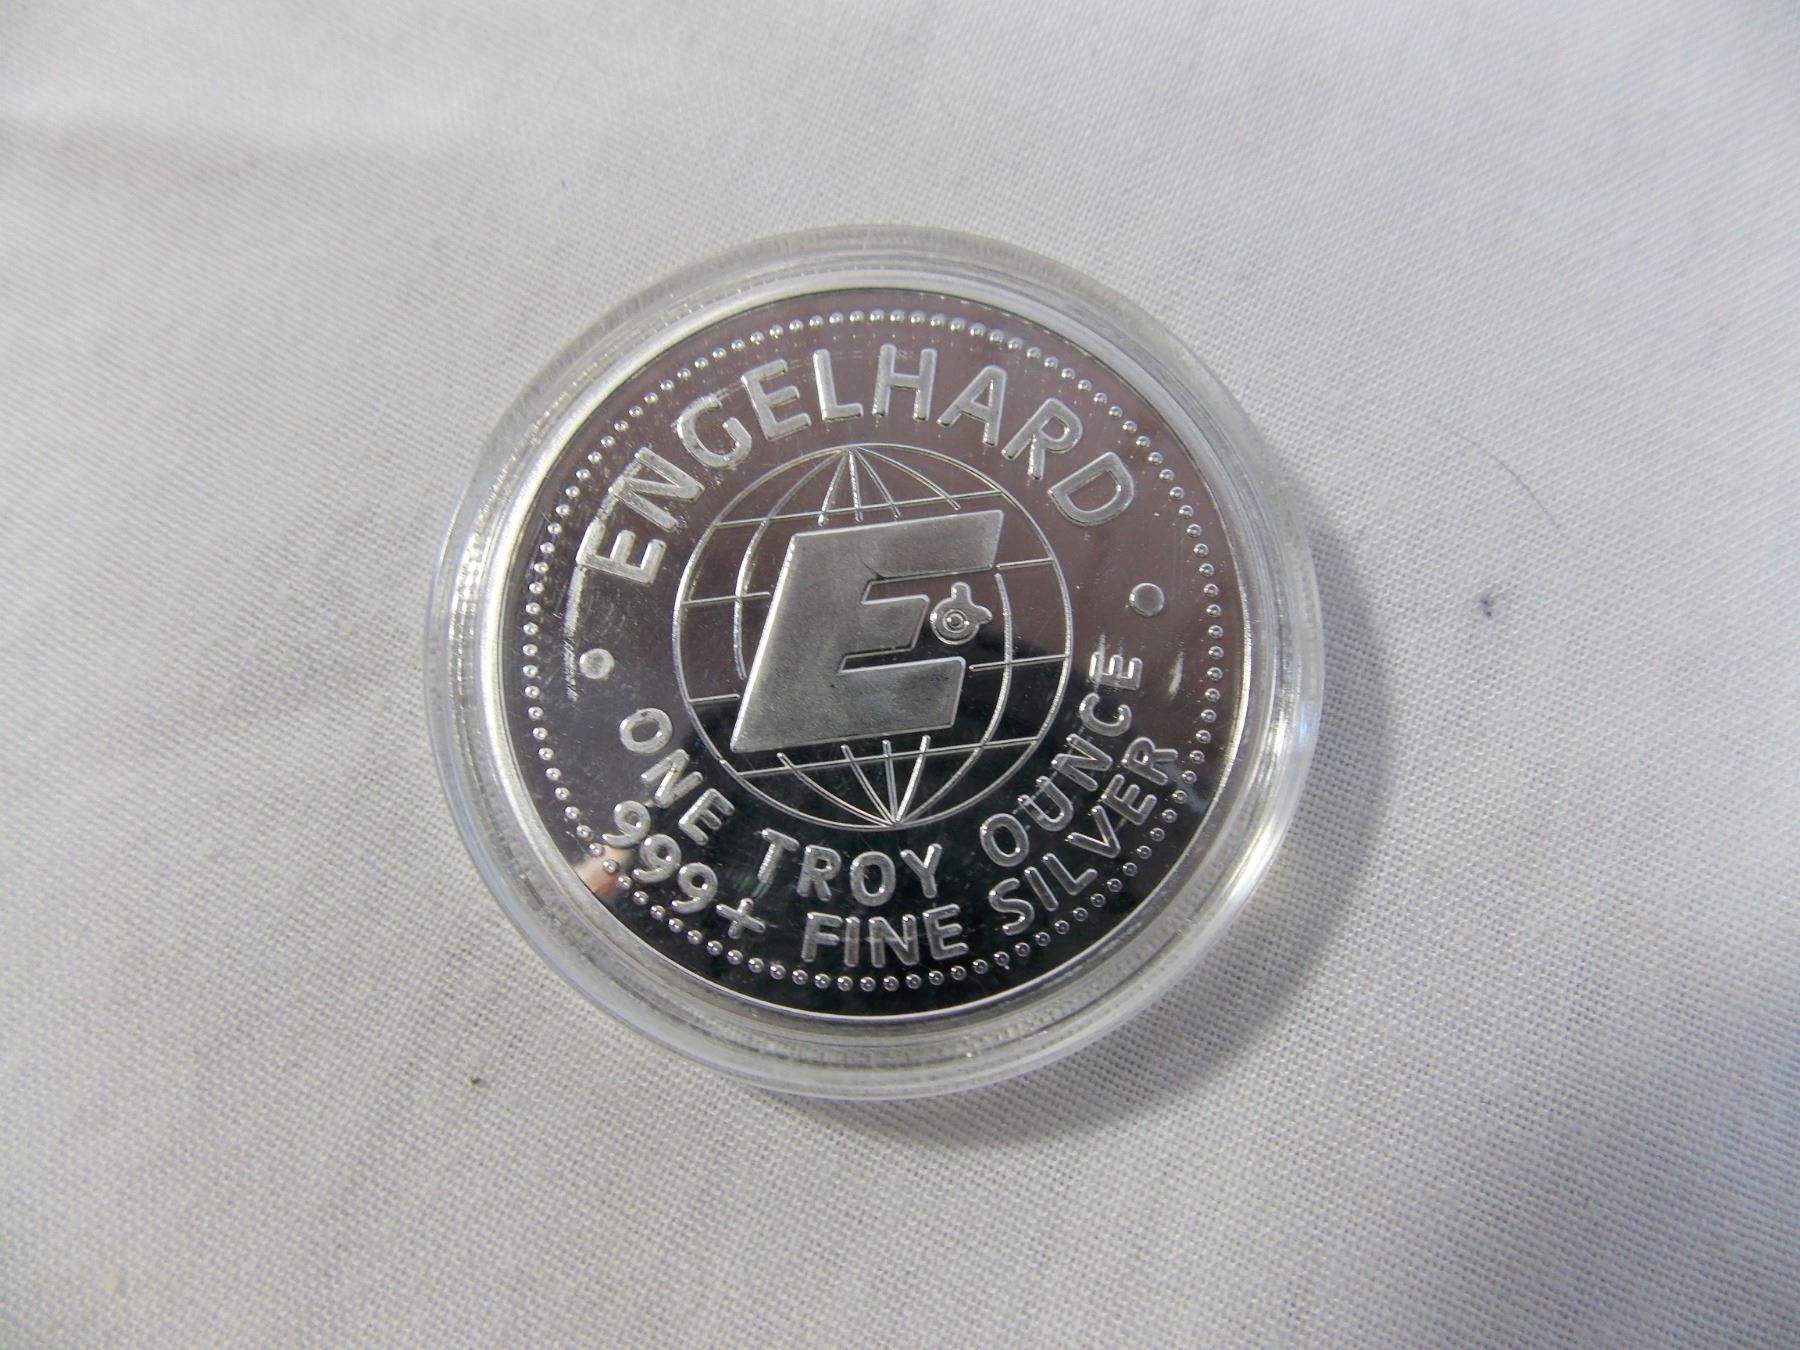 ENGELHARD
E
ONE TROY OUNCE
999+ FINE SILVER